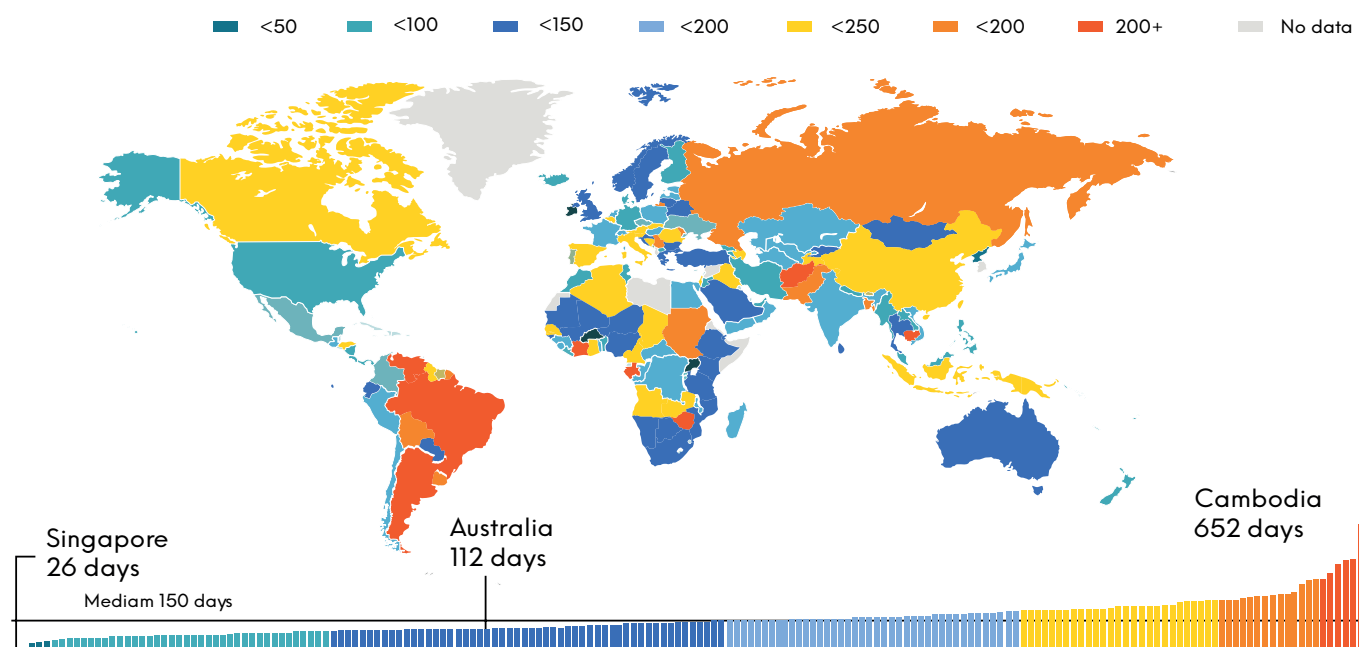 <50
<100
<150
<200
<250
<200
200+
No data
Cambodia
652 days
Australia
112 days
Singapore
26 days
Mediam 150 days